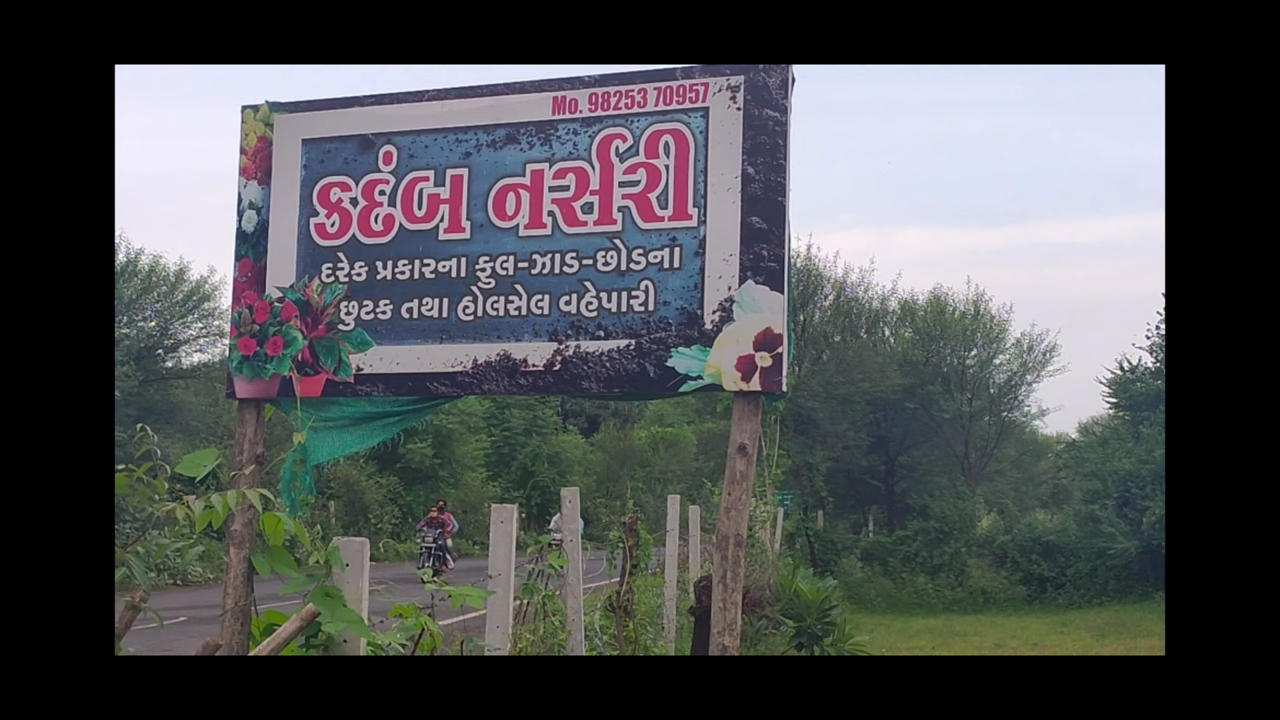 Mo. 98253 70957
કદંબ નર્સરી
દરેક પ્રકારના ફુલ-ઝાડ-છોડના
છુટક તથા હોલસેલ વહેપારી